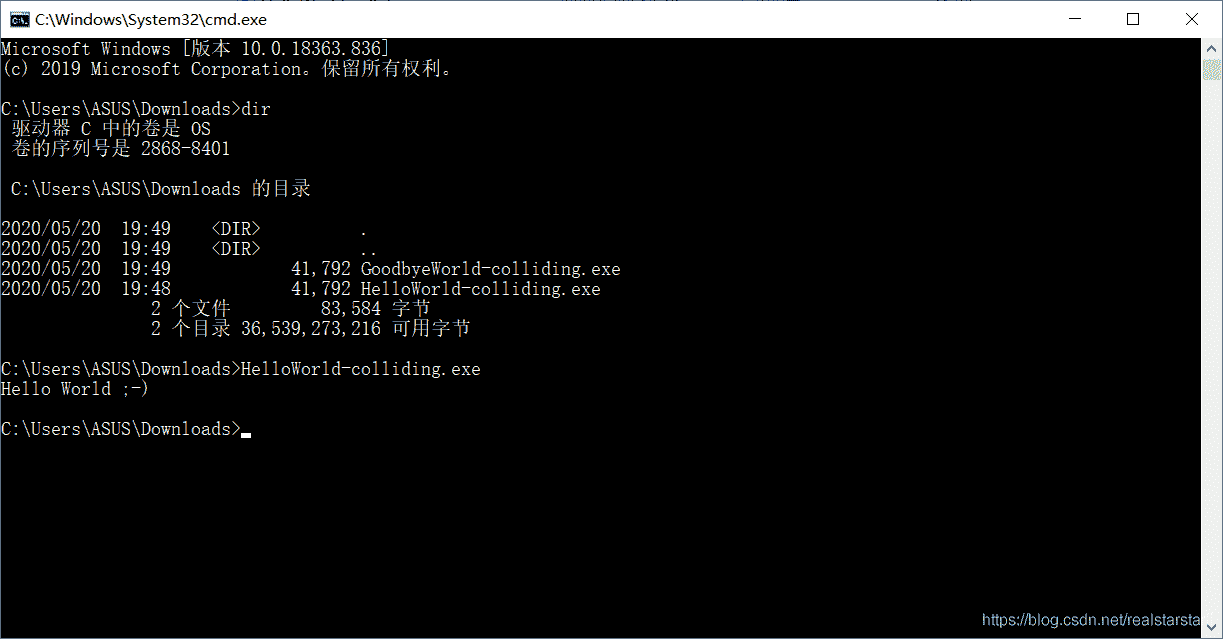 C:\Windows\System32\cmd.exe
Microsoft Windows [版本 10.0.18363.836]
(c) 2019 Microsoft Corporation。保留所有权利。
C:\Users\ASUS\Downloads>dir
驱动器 C 中的卷是 OS
卷的序列号是 2868-8401
C:\Users\ASUS\Downloads 的目录
2020/05/20  19:49    <DIR>          .
2020/05/20  19:49    <DIR>          ..
2020/05/20  19:49            41,792 GoodbyeWorld-colliding.exe
2020/05/20  19:48            41,792 HelloWorld-colliding.exe
2 个文件         83,584 字节
2 个目录 36,539,273,216 可用字节
C:\Users\ASUS\Downloads>HelloWorld-colliding.exe
Hello World ;-)
C:\Users\ASUS\Downloads>
https://blog.csdn.net/realstarsta